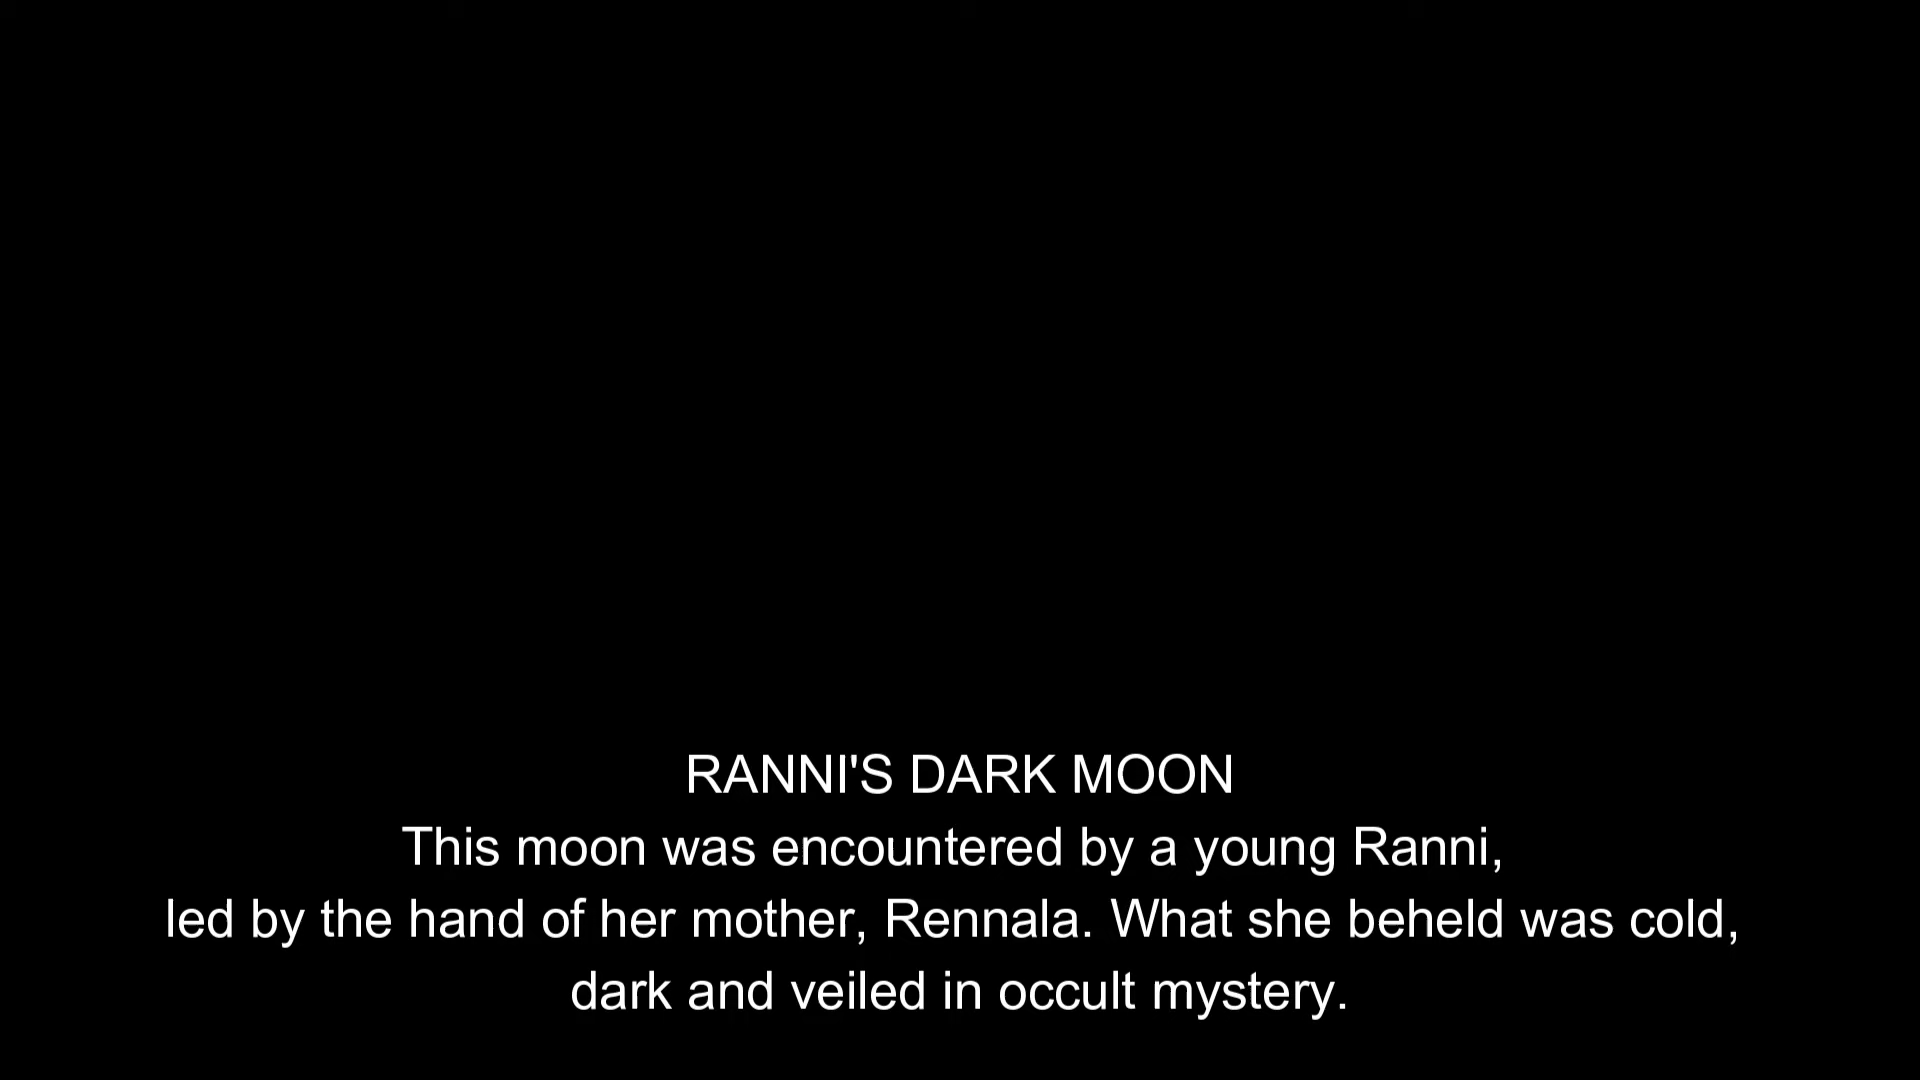 RANNI'S DARK MOON
This moon was encountered by a young Ranni,
led by the hand of her mother, Rennala. What she beheld was cold,
dark and veiled in occult mystery.